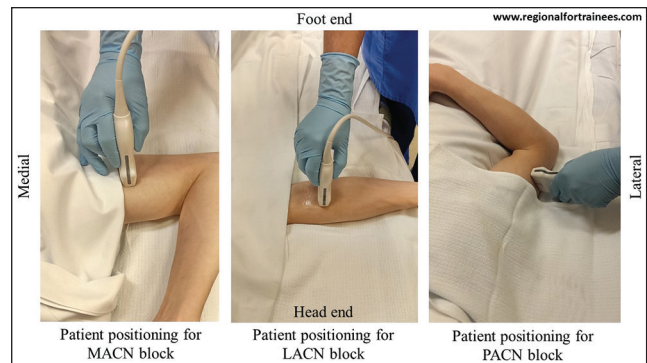 Foot end
www.regionalfortrainees.com
Medial
Lateral
Head end
Patient positioning for
MACN block
Patient positioning for
LACN block
Patient positioning for
PACN block